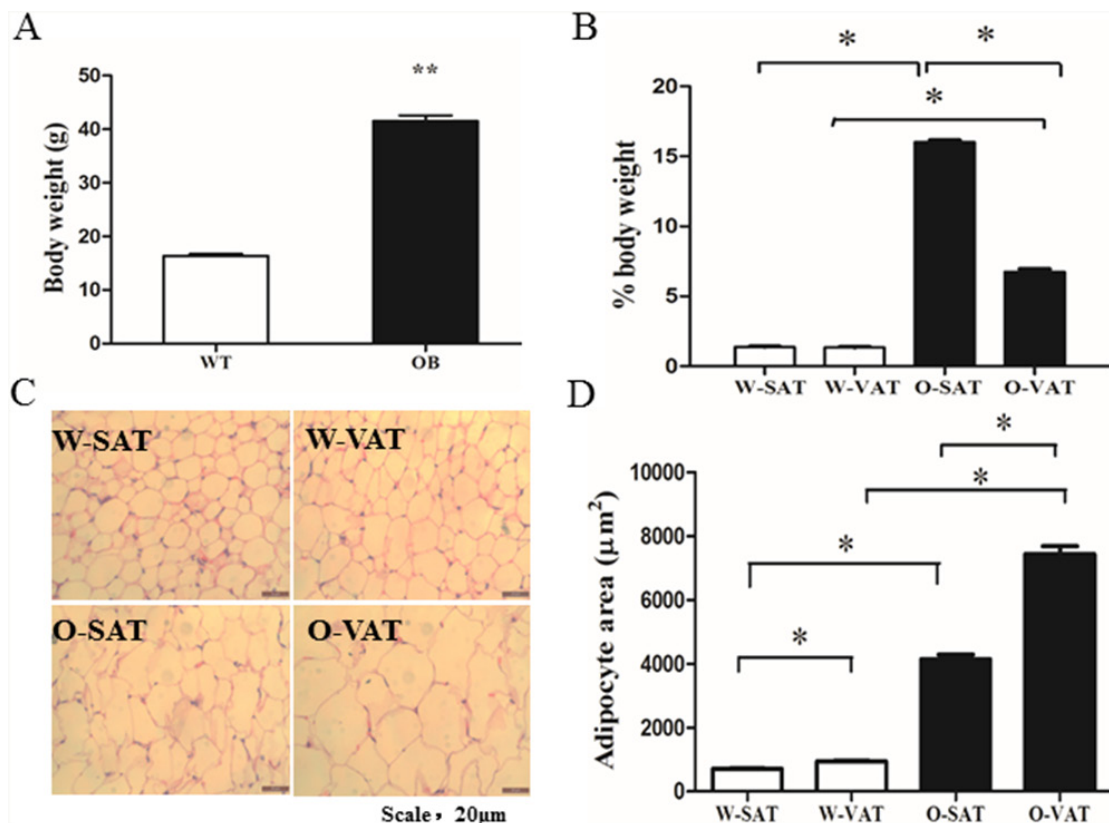 A
Body weight (g)
50
40
30
20
10
0
**
WT
OB
B
% body weight
20
15
10
5
0
*
*
*
W-SAT
W-VAT
O-SAT
O-VAT
C
W-SAT
W-VAT
O-SAT
O-VAT
Scale, 20μm
D
Adipocyte area (μm²)
10000
8000
6000
4000
2000
0
*
*
*
*
W-SAT
W-VAT
O-SAT
O-VAT